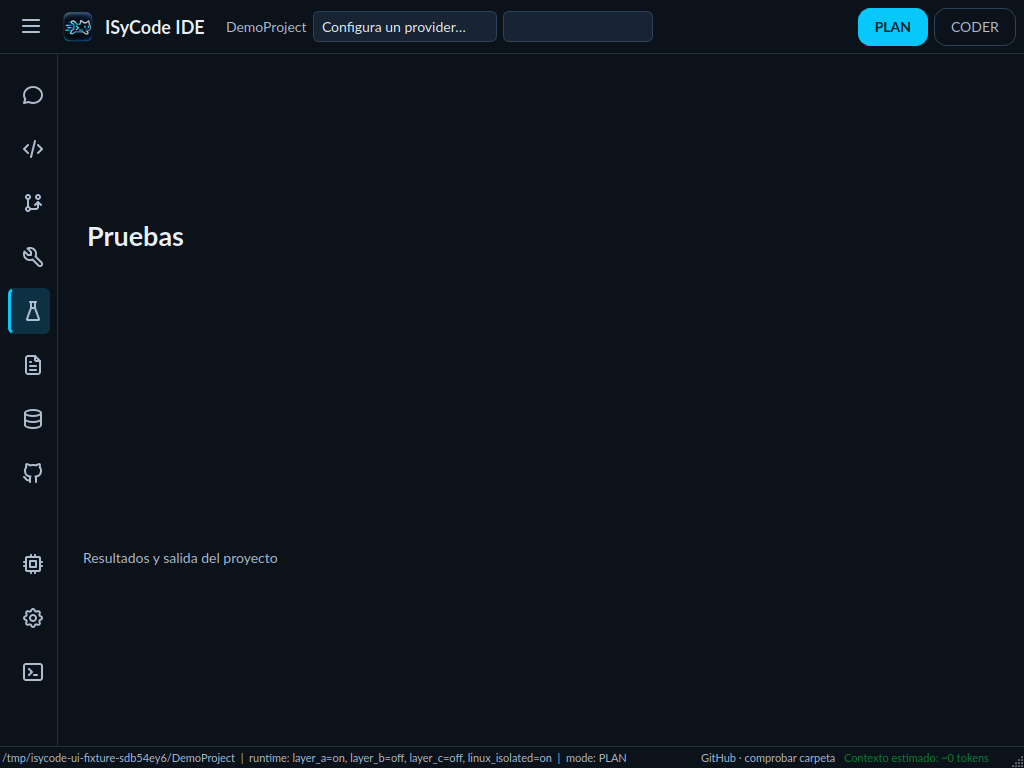 ISyCode IDE DemoProject Configura un provider... PLAN CODER
Pruebas
Resultados y salida del proyecto
/tmp/isycode-ui-fixture-sdb54ey6/DemoProject | runtime: layer_a=on, layer_b=off, layer_c=off, linux_isolated=on | mode: PLAN GitHub · comprobar carpeta Contexto estimado: ~0 tokens